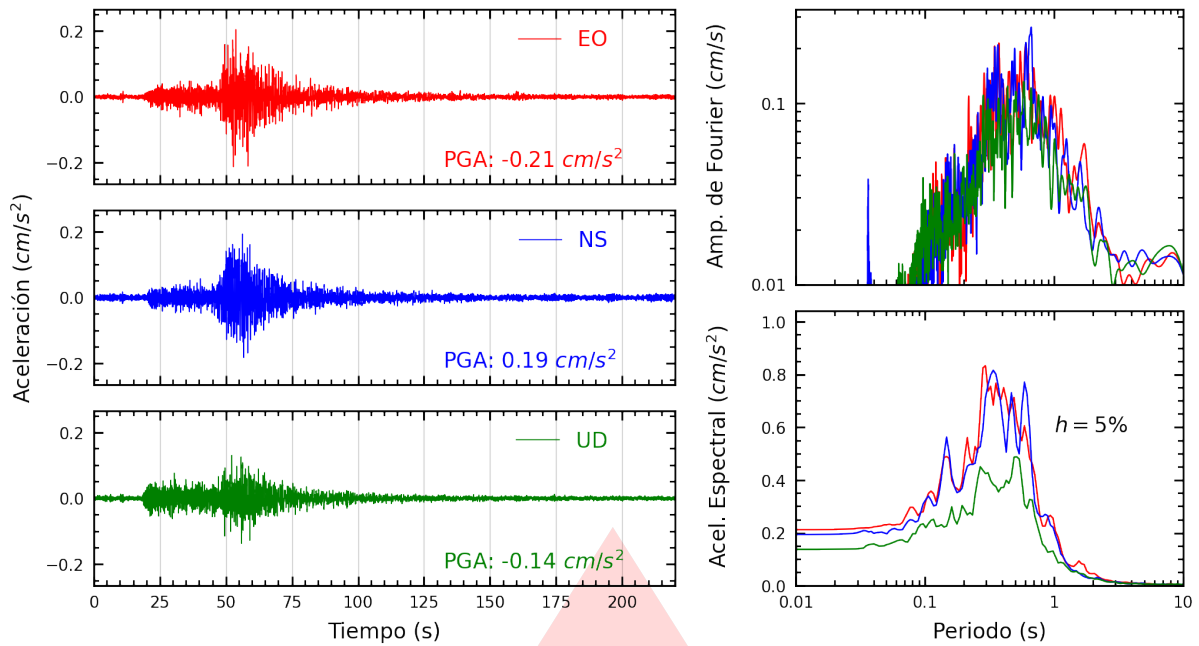 Aceleración (cm/s²)
0.2
0.0
−0.2
EO
PGA: -0.21 cm/s²
0.2
0.0
−0.2
NS
PGA: 0.19 cm/s²
0.2
0.0
−0.2
UD
PGA: -0.14 cm/s²
0 25 50 75 100 125 150 175 200
Tiempo (s)
Amp. de Fourier (cm/s)
0.1
0.01
Acel. Espectral (cm/s²)
1.0
0.8
0.6
0.4
0.2
0.0
h = 5%
0.01 0.1 1 10
Periodo (s)